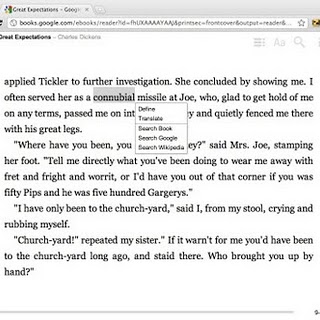 Great Expectations - Google
books.google.com/ebooks/reader?id=fhUXAAAAYAAJ&printsec=frontcover&output=reader&
Great Expectations – Charles Dickens
Aa
applied Tickler to further investigation. She concluded by showing me. I
often served her as a connubial missile at Joe, who, glad to get hold of me
on any terms, passed me on int ey and quietly fenced me there
with his great legs.
Define
Translate
Search Book
Search Google
Search Wikipedia
"Where have you been, you ey?" said Mrs. Joe, stamping
her foot. "Tell me directly what you've been doing to wear me away with
fret and fright and worrit, or I'd have you out of that corner if you was
fifty Pips and he was five hundred Gargerys."
"I have only been to the church-yard," said I, from my stool, crying and
rubbing myself.
"Church-yard!" repeated my sister." If it warn't for me you'd have been
to the church-yard long ago, and staid there. Who brought you up by
hand?"